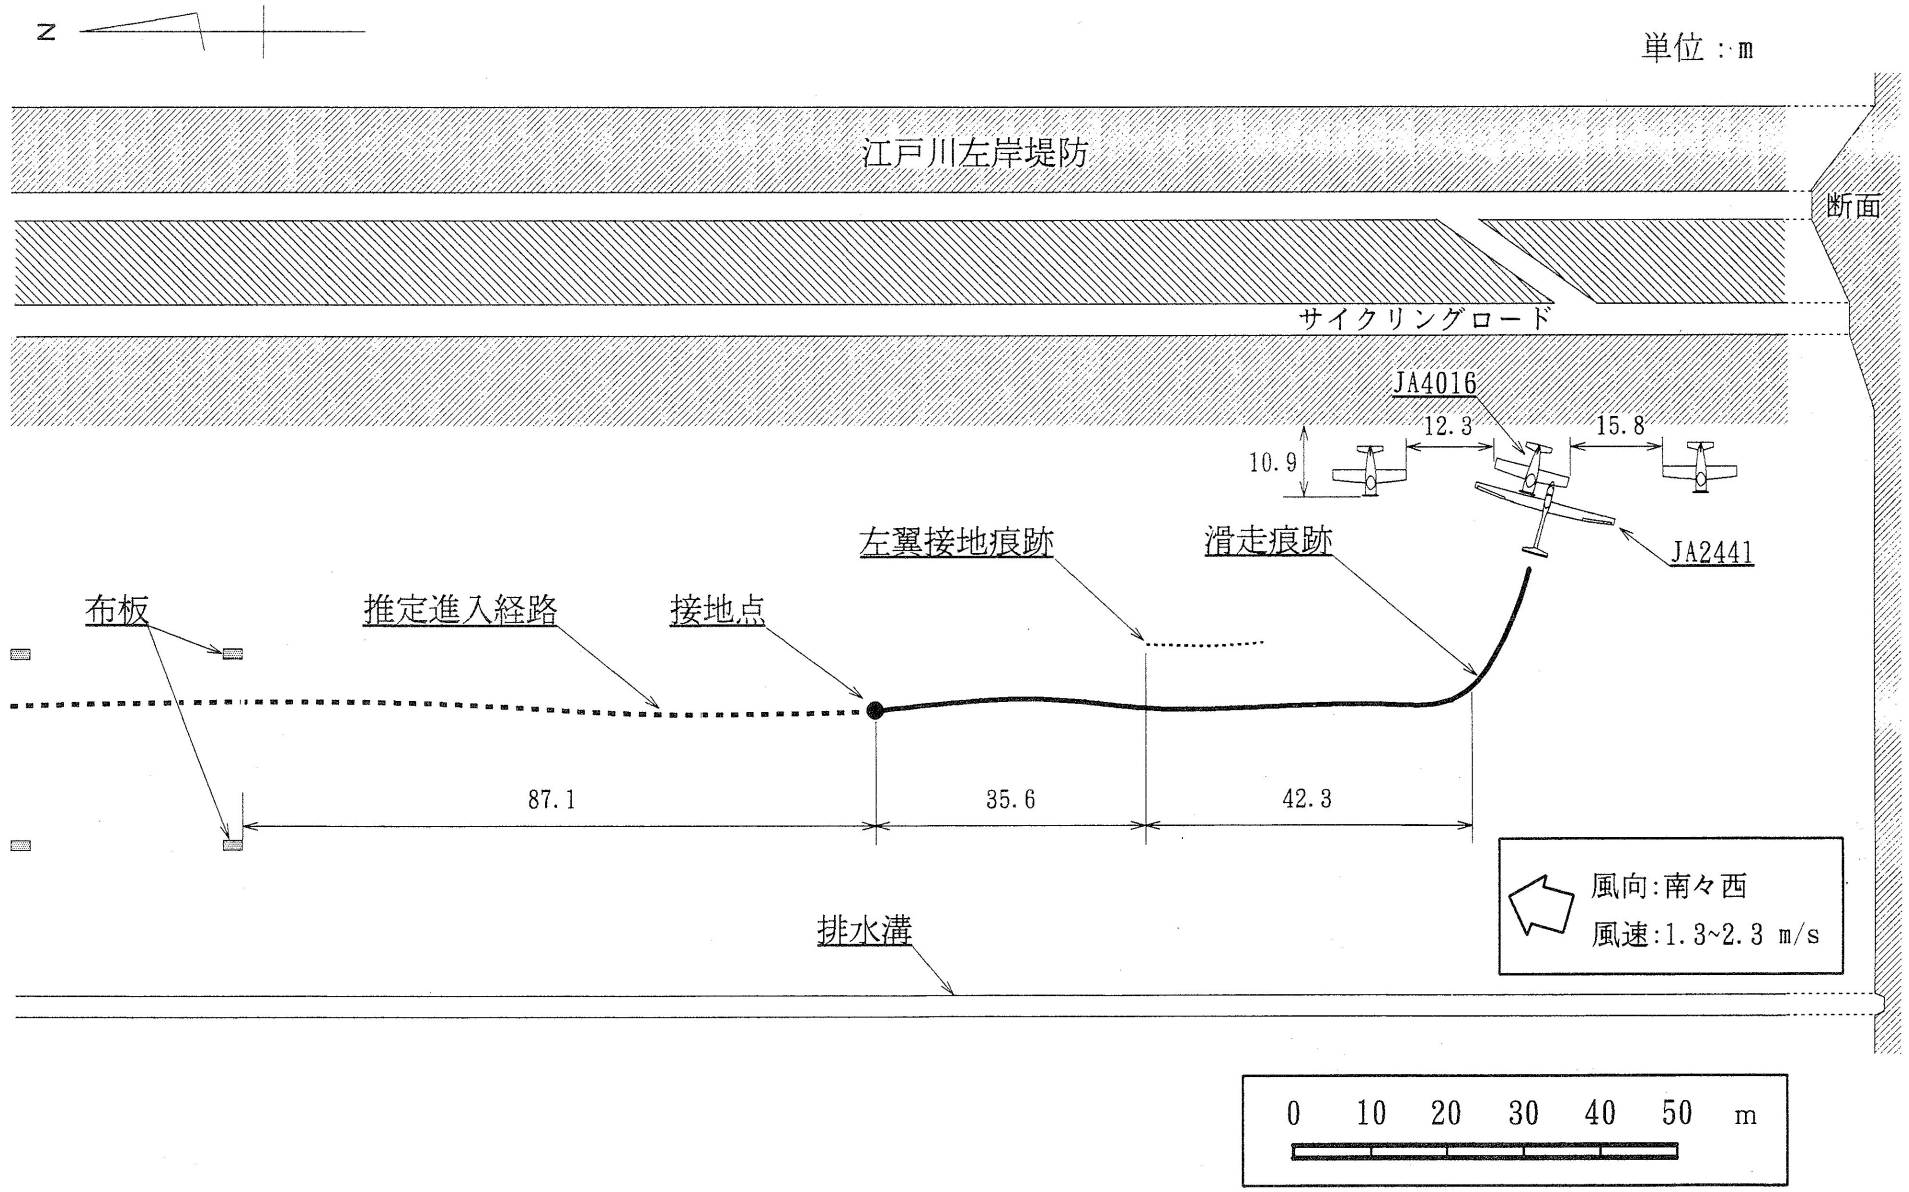 N
単位：m
江戸川左岸堤防
断面
サイクリングロード
JA4016
12.3
15.8
10.9
JA2441
左翼接地痕跡
滑走痕跡
布板
推定進入経路
接地点
87.1
35.6
42.3
風向:南々西
風速:1.3~2.3 m/s
排水溝
0 10 20 30 40 50 m